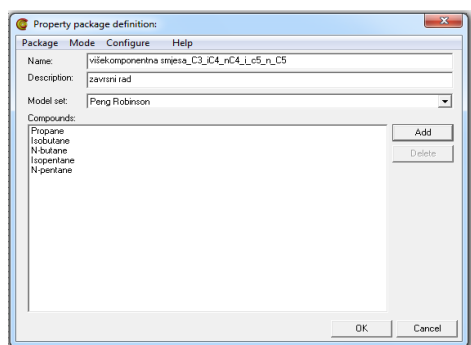 Property package definition:
Package Mode Configure Help
Name: višekomponentna smjesa_C3_iC4_nC4_i_c5_n_C5
Description: zavrsni rad
Model set: Peng Robinson
Compounds:
Propane
Add
Isobutane
N-butane
Delete
Isopentane
N-pentane
OK Cancel